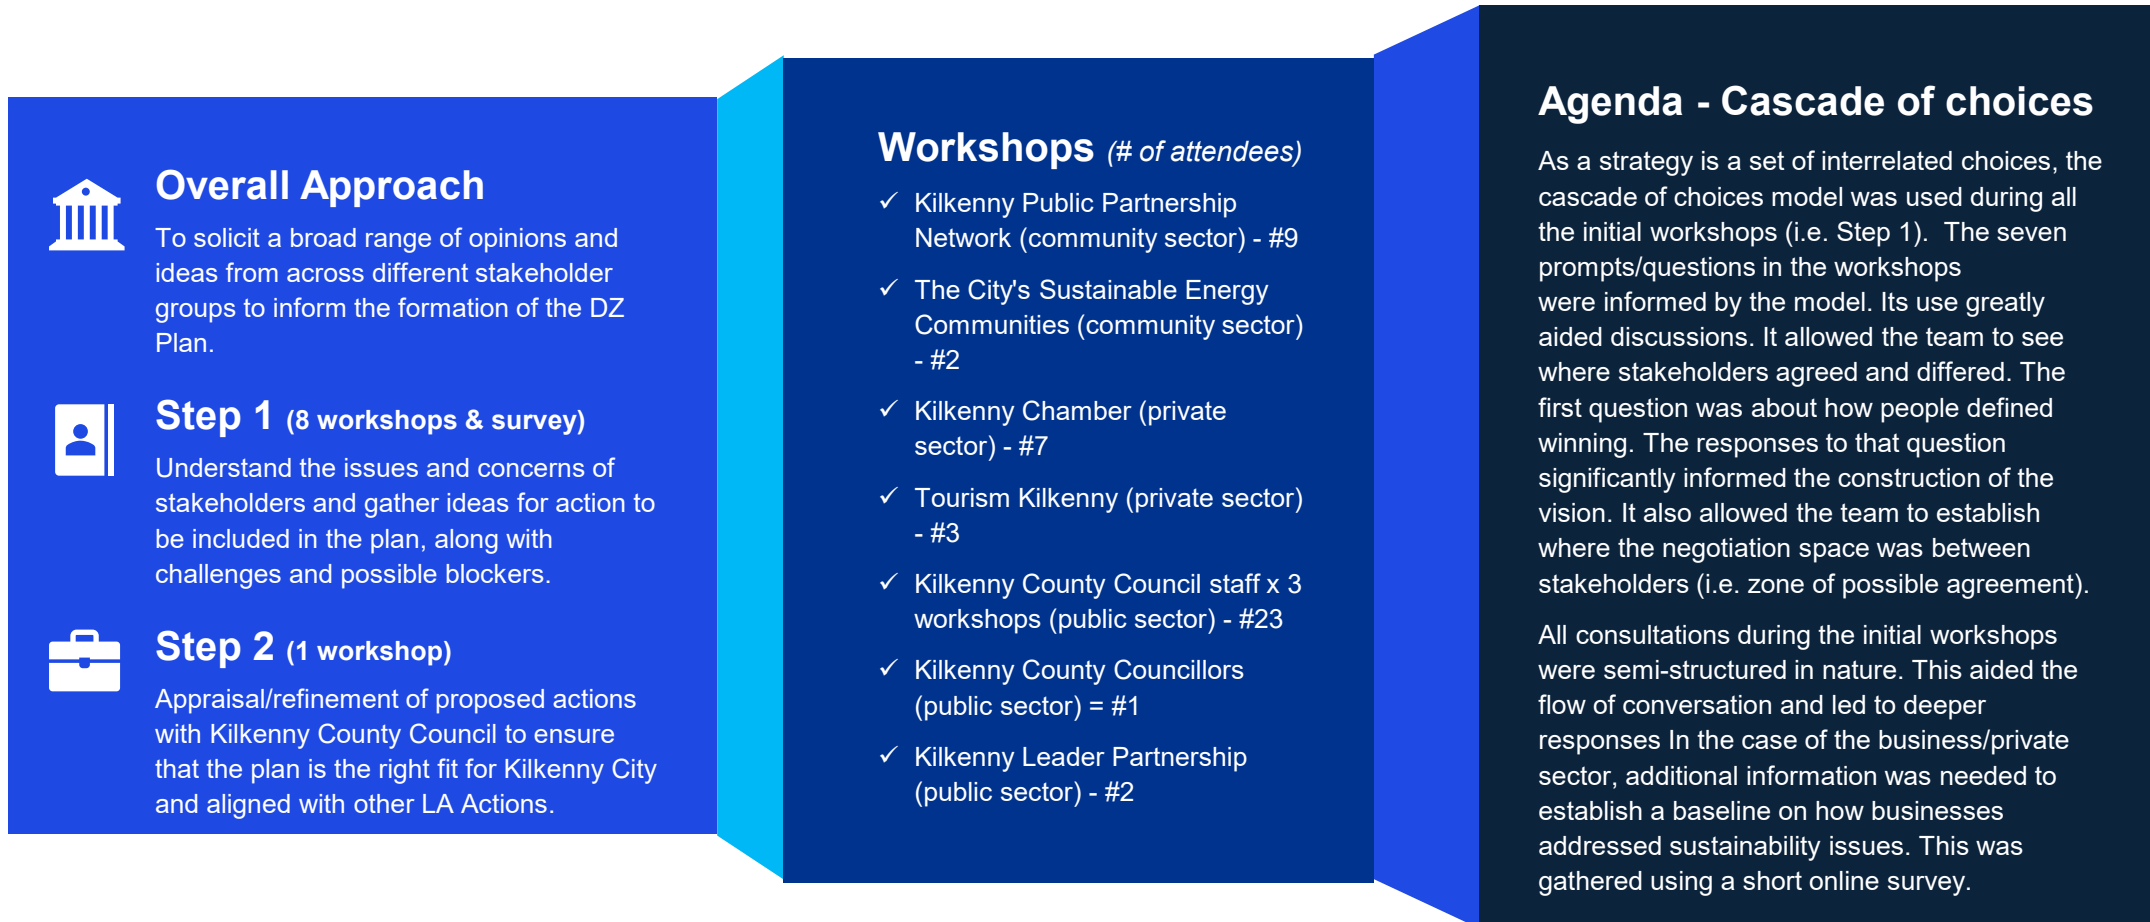 Overall Approach
To solicit a broad range of opinions and
ideas from across different stakeholder
groups to inform the formation of the DZ
Plan.
Step 1 (8 workshops & survey)
Understand the issues and concerns of
stakeholders and gather ideas for action to
be included in the plan, along with
challenges and possible blockers.
Step 2 (1 workshop)
Appraisal/refinement of proposed actions
with Kilkenny County Council to ensure
that the plan is the right fit for Kilkenny City
and aligned with other LA Actions.
Workshops (# of attendees)
✓ Kilkenny Public Partnership
Network (community sector) - #9
✓ The City's Sustainable Energy
Communities (community sector)
- #2
✓ Kilkenny Chamber (private
sector) - #7
✓ Tourism Kilkenny (private sector)
- #3
✓ Kilkenny County Council staff x 3
workshops (public sector) - #23
✓ Kilkenny County Councillors
(public sector) = #1
✓ Kilkenny Leader Partnership
(public sector) - #2
Agenda - Cascade of choices
As a strategy is a set of interrelated choices, the
cascade of choices model was used during all
the initial workshops (i.e. Step 1).  The seven
prompts/questions in the workshops
were informed by the model. Its use greatly
aided discussions. It allowed the team to see
where stakeholders agreed and differed. The
first question was about how people defined
winning. The responses to that question
significantly informed the construction of the
vision. It also allowed the team to establish
where the negotiation space was between
stakeholders (i.e. zone of possible agreement).
All consultations during the initial workshops
were semi-structured in nature. This aided the
flow of conversation and led to deeper
responses In the case of the business/private
sector, additional information was needed to
establish a baseline on how businesses
addressed sustainability issues. This was
gathered using a short online survey.